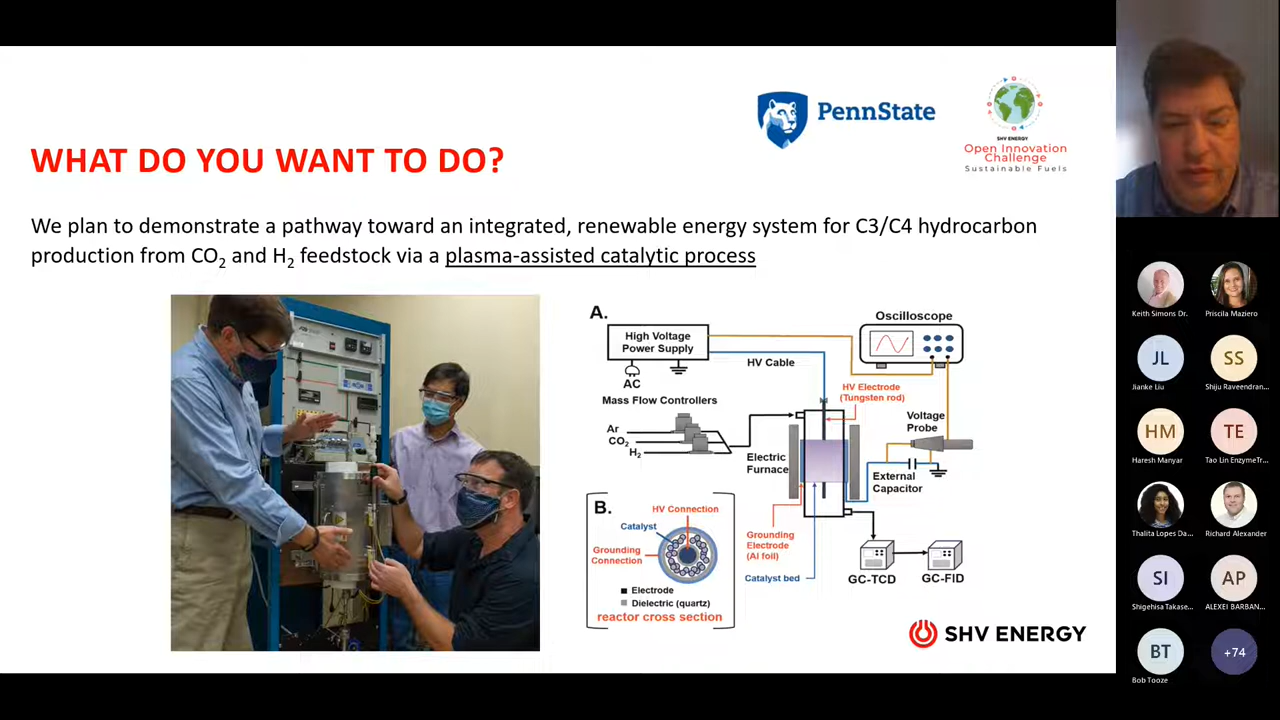 PennState
SHV ENERGY
Open Innovation
Challenge
Sustainable Fuels
WHAT DO YOU WANT TO DO?
We plan to demonstrate a pathway toward an integrated, renewable energy system for C3/C4 hydrocarbon
production from CO₂ and H₂ feedstock via a plasma-assisted catalytic process
A.
High Voltage
Power Supply
AC
HV Cable
Oscilloscope
HV Electrode
(Tungsten rod)
Mass Flow Controllers
Ar
CO₂
H₂
Voltage
Probe
Electric
Furnace
External
Capacitor
Grounding
Electrode
(Al foil)
Catalyst bed
GC-TCD
GC-FID
B.
HV Connection
Catalyst
Grounding
Connection
Electrode
Dielectric (quartz)
reactor cross section
SHV ENERGY
Keith Simons Dr.
Priscila Maziero
JL
Jianke Liu
SS
Shiju Raveendran...
HM
Haresh Manyar
TE
Tao Lin EnzymeTr...
Thalita Lopes Da...
Richard Alexander
SI
Shigehisa Takase...
AP
ALEXEI BARBAN...
BT
Bob Tooze
+74